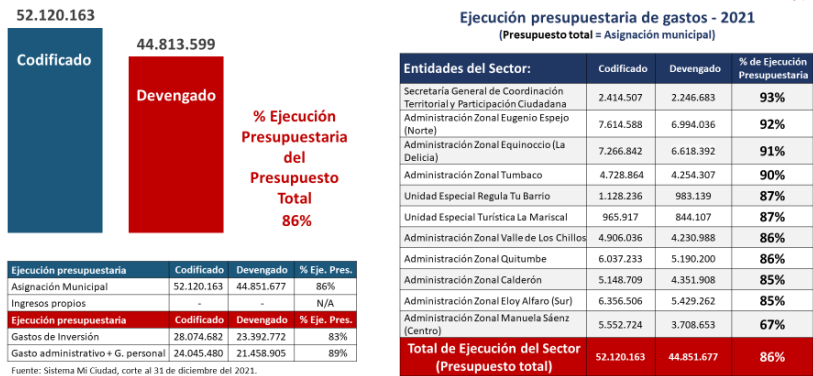 52.120.163
Codificado
44.813.599
Devengado
% Ejecución
Presupuestaria
del
Presupuesto
Total
86%
Ejecución presupuestaria Codificado Devengado % Eje. Pres.
Asignación Municipal 52.120.163 44.851.677 86%
Ingresos propios - - N/A
Ejecución presupuestaria Codificado Devengado % Eje. Pres.
Gastos de Inversión 28.074.682 23.392.772 83%
Gasto administrativo + G. personal 24.045.480 21.458.905 89%
Fuente: Sistema Mi Ciudad, corte al 31 de diciembre del 2021.
Ejecución presupuestaria de gastos - 2021
(Presupuesto total = Asignación municipal)
Entidades del Sector: Codificado Devengado % de Ejecución
Presupuestaria
Secretaría General de Coordinación
Territorial y Participación Ciudadana 2.414.507 2.246.683 93%
Administración Zonal Eugenio Espejo
(Norte) 7.614.588 6.994.036 92%
Administración Zonal Equinoccio (La
Delicia) 7.266.842 6.618.392 91%
Administración Zonal Tumbaco 4.728.864 4.254.307 90%
Unidad Especial Regula Tu Barrio 1.128.236 983.139 87%
Unidad Especial Turística La Mariscal 965.917 844.107 87%
Administración Zonal Valle de Los Chillos 4.906.036 4.230.988 86%
Administración Zonal Quitumbe 6.037.233 5.190.200 86%
Administración Zonal Calderón 5.148.709 4.351.908 85%
Administración Zonal Eloy Alfaro (Sur) 6.356.506 5.429.262 85%
Administración Zonal Manuela Sáenz
(Centro) 5.552.724 3.708.653 67%
Total de Ejecución del Sector
(Presupuesto total) 52.120.163 44.851.677 86%